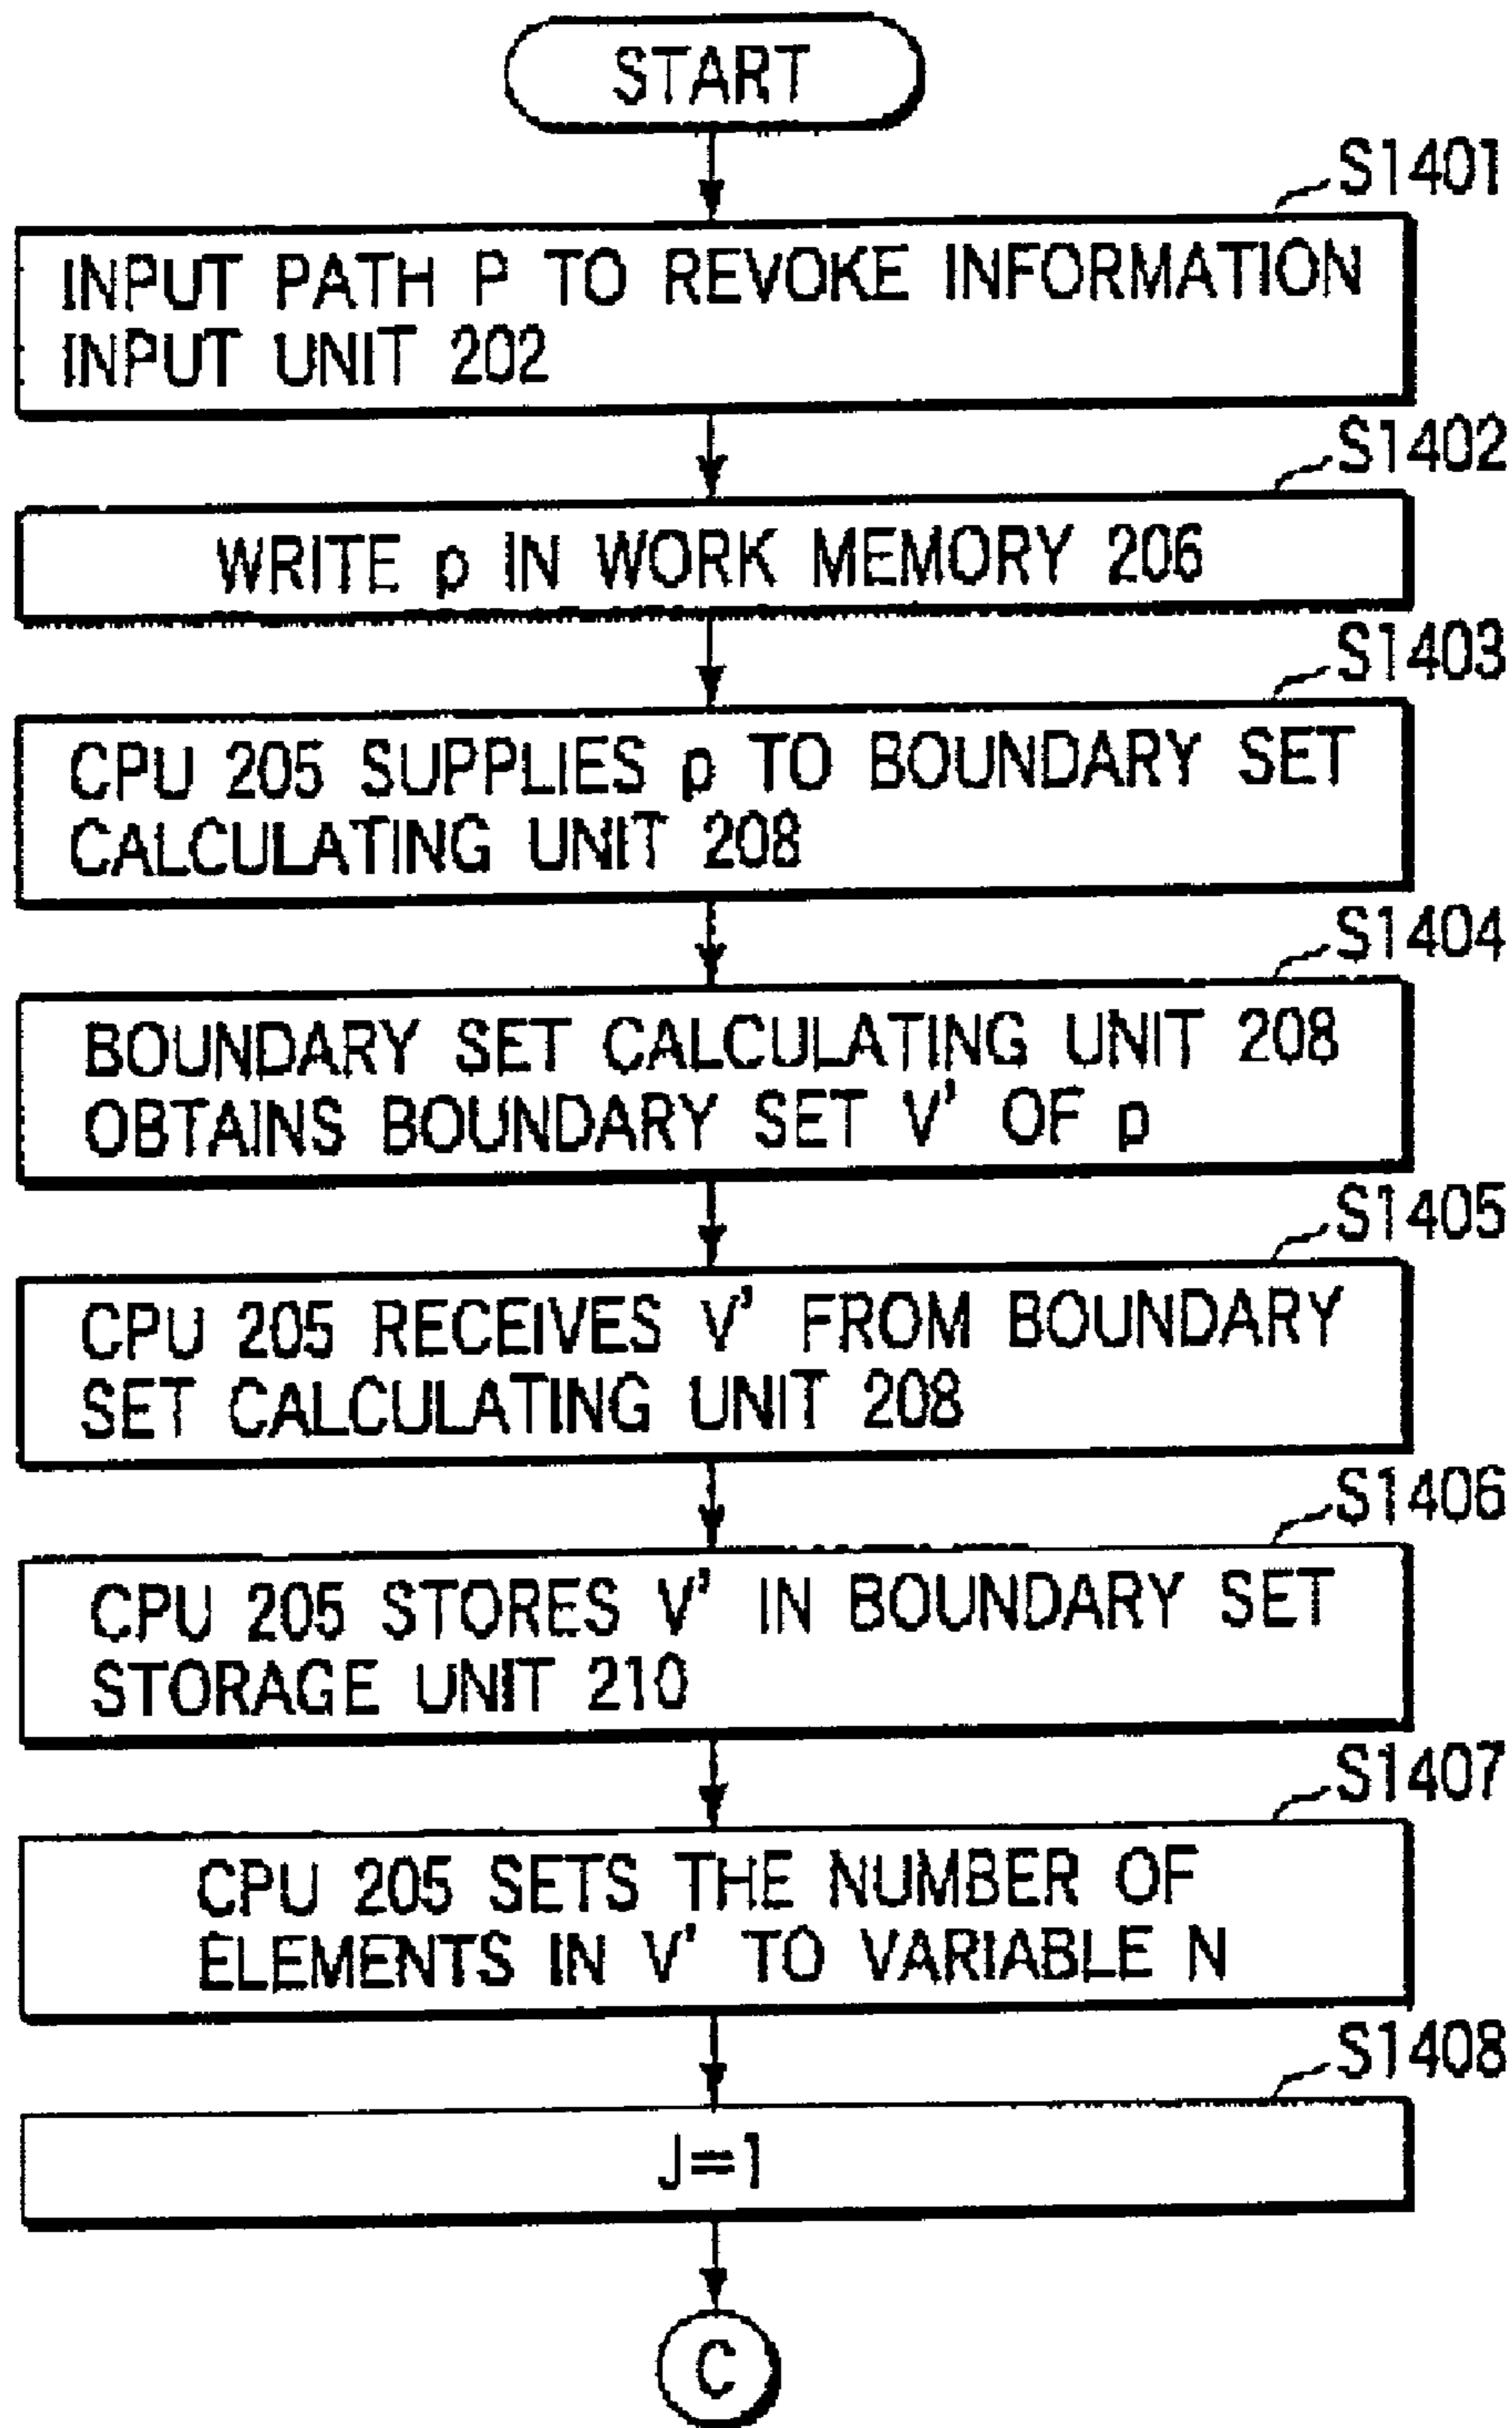 START
S1401
INPUT PATH P TO REVOKE INFORMATION
INPUT UNIT 202
S1402
WRITE p IN WORK MEMORY 206
S1403
CPU 205 SUPPLIES p TO BOUNDARY SET
CALCULATING UNIT 208
S1404
BOUNDARY SET CALCULATING UNIT 208
OBTAINS BOUNDARY SET V' OF p
S1405
CPU 205 RECEIVES V' FROM BOUNDARY
SET CALCULATING UNIT 208
S1406
CPU 205 STORES V' IN BOUNDARY SET
STORAGE UNIT 210
S1407
CPU 205 SETS THE NUMBER OF
ELEMENTS IN V' TO VARIABLE N
S1408
J=1
C